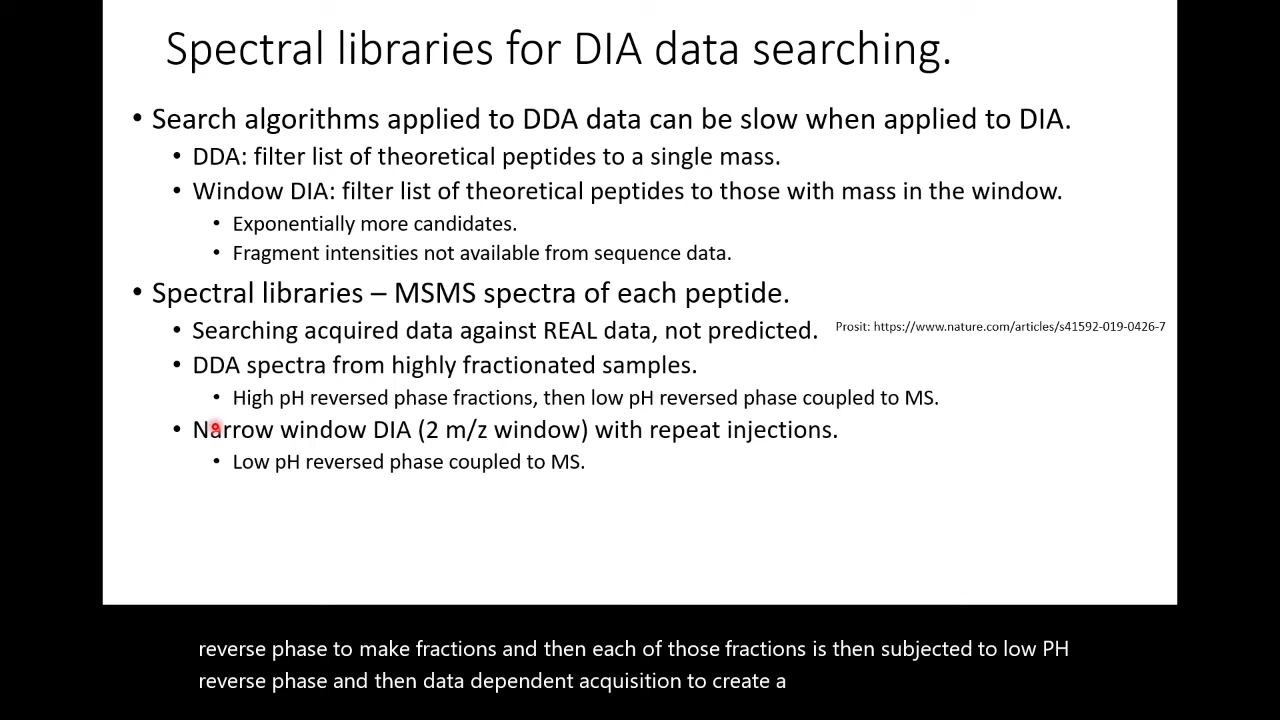 Spectral libraries for DIA data searching.
• Search algorithms applied to DDA data can be slow when applied to DIA.
• DDA: filter list of theoretical peptides to a single mass.
• Window DIA: filter list of theoretical peptides to those with mass in the window.
• Exponentially more candidates.
• Fragment intensities not available from sequence data.
• Spectral libraries – MSMS spectra of each peptide.
• Searching acquired data against REAL data, not predicted. Prosit: https://www.nature.com/articles/s41592-019-0426-7
• DDA spectra from highly fractionated samples.
• High pH reversed phase fractions, then low pH reversed phase coupled to MS.
• Narrow window DIA (2 m/z window) with repeat injections.
• Low pH reversed phase coupled to MS.
reverse phase to make fractions and then each of those fractions is then subjected to low PH
reverse phase and then data dependent acquisition to create a